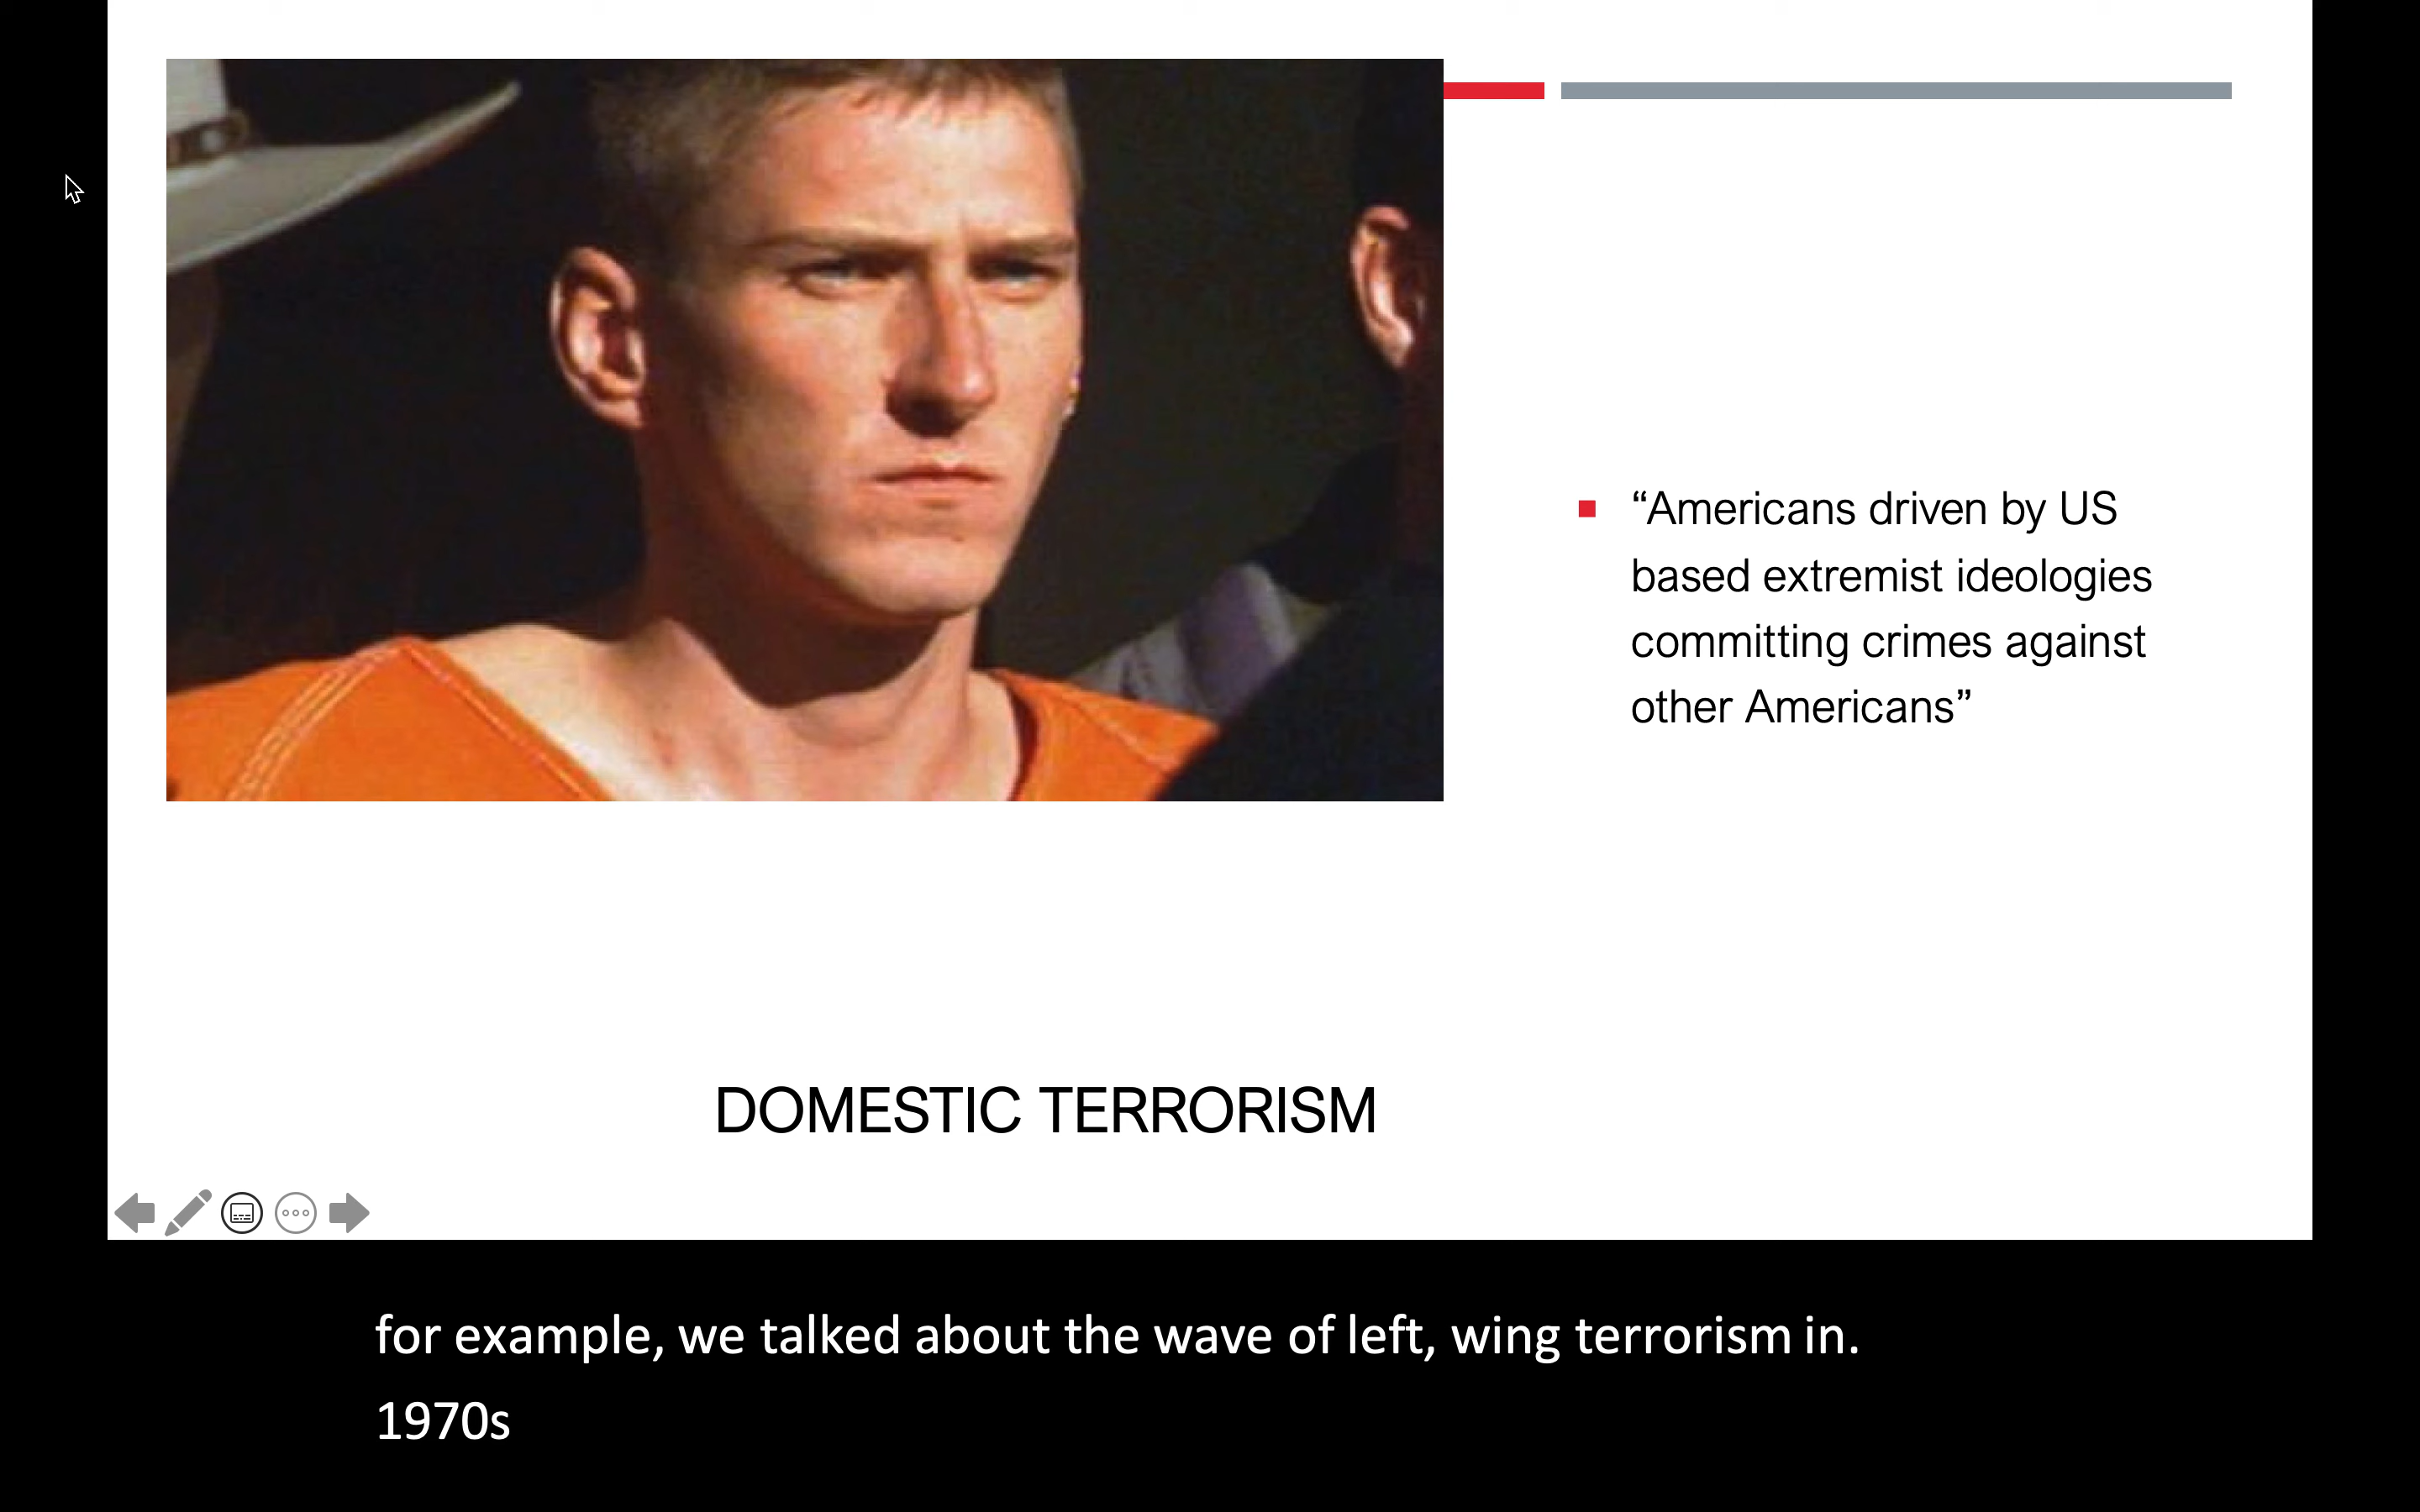 “Americans driven by US
based extremist ideologies
committing crimes against
other Americans”
DOMESTIC TERRORISM
for example, we talked about the wave of left, wing terrorism in.
1970s